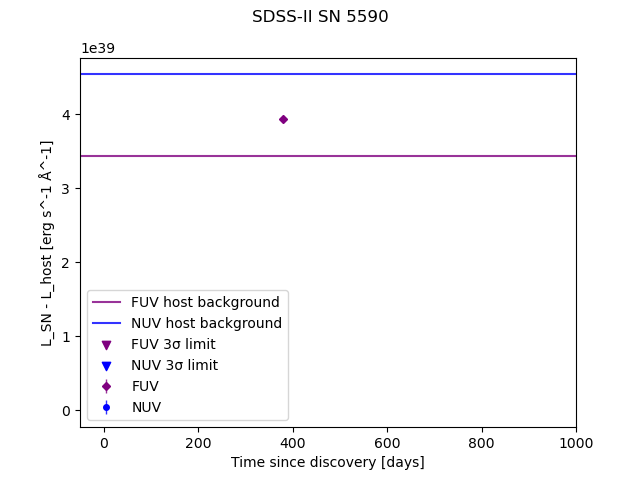 SDSS-II SN 5590
1e39
L_SN - L_host [erg s^-1 Å^-1]
4
3
2
1
0
FUV host background
NUV host background
FUV 3σ limit
NUV 3σ limit
FUV
NUV
0 200 400 600 800 1000
Time since discovery [days]